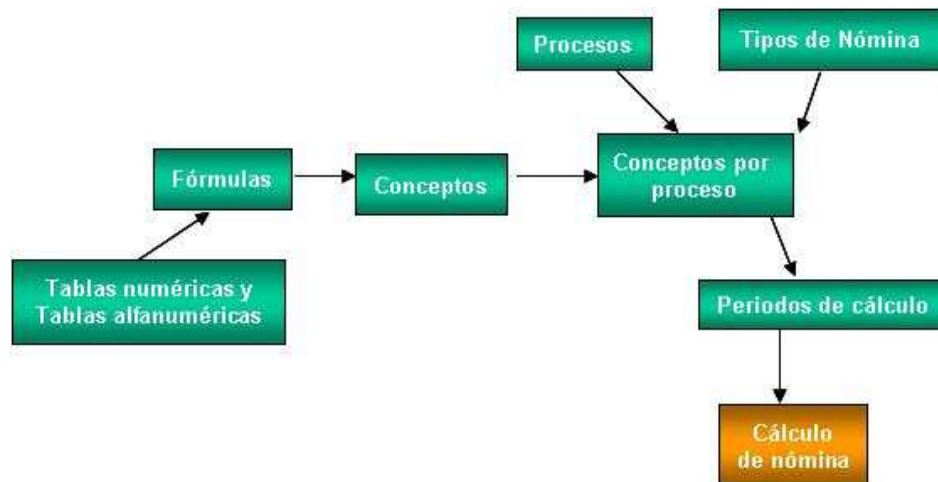 Procesos
Tipos de Nómina
Fórmulas
Conceptos
Conceptos por
proceso
Tablas numéricas y
Tablas alfanuméricas
Periodos de cálculo
Cálculo
de nómina